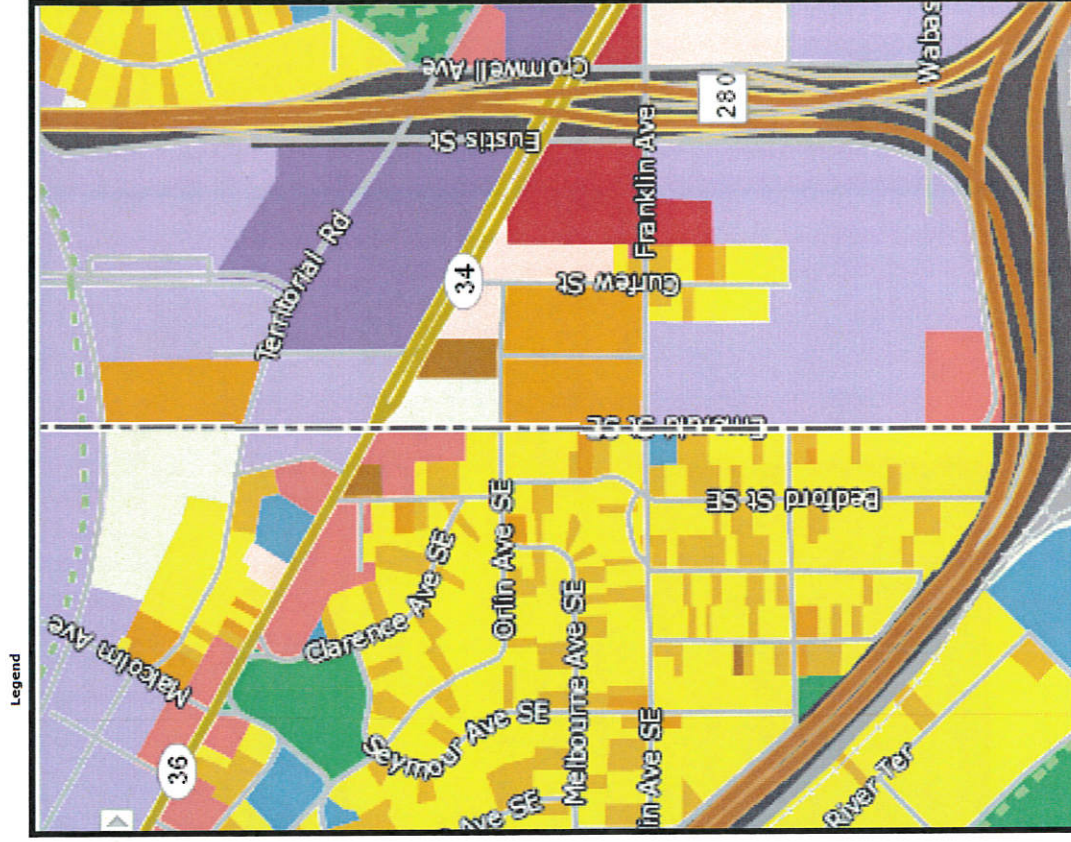 Legend
Wabas
Cromwell Ave
280
Eustis St
Franklin Ave
Territorial Rd
34
Curfew St
Emerald St SE
Bedford St SE
Orlin Ave SE
Clarence Ave SE
Malcolm Ave
Melbourne Ave SE
Seymour Ave SE
in Ave SE
36
River Ter
Ave SE